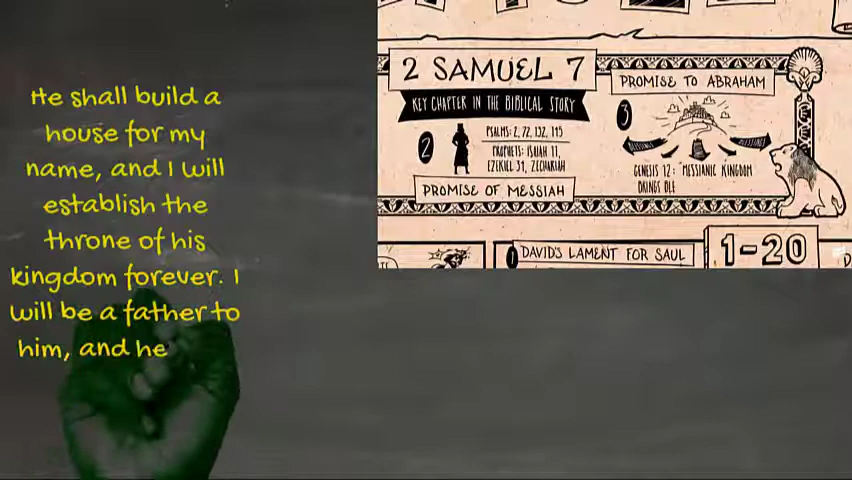 He shall build a
house for my
name, and I will
establish the
throne of his
kingdom forever. I
will be a father to
him, and he
2 SAMUEL 7
KEY CHAPTER IN THE BIBLICAL STORY
2
PSALMS: 2, 72, 132, 145
PROPHETS: ISAIAH 11,
EZEKIEL 34, ZECHARIAH
PROMISE OF MESSIAH
PROMISE TO ABRAHAM
3
GENESIS 12: MESSIANIC KINGDOM
1
DAVID'S LAMENT FOR SAUL
1-20